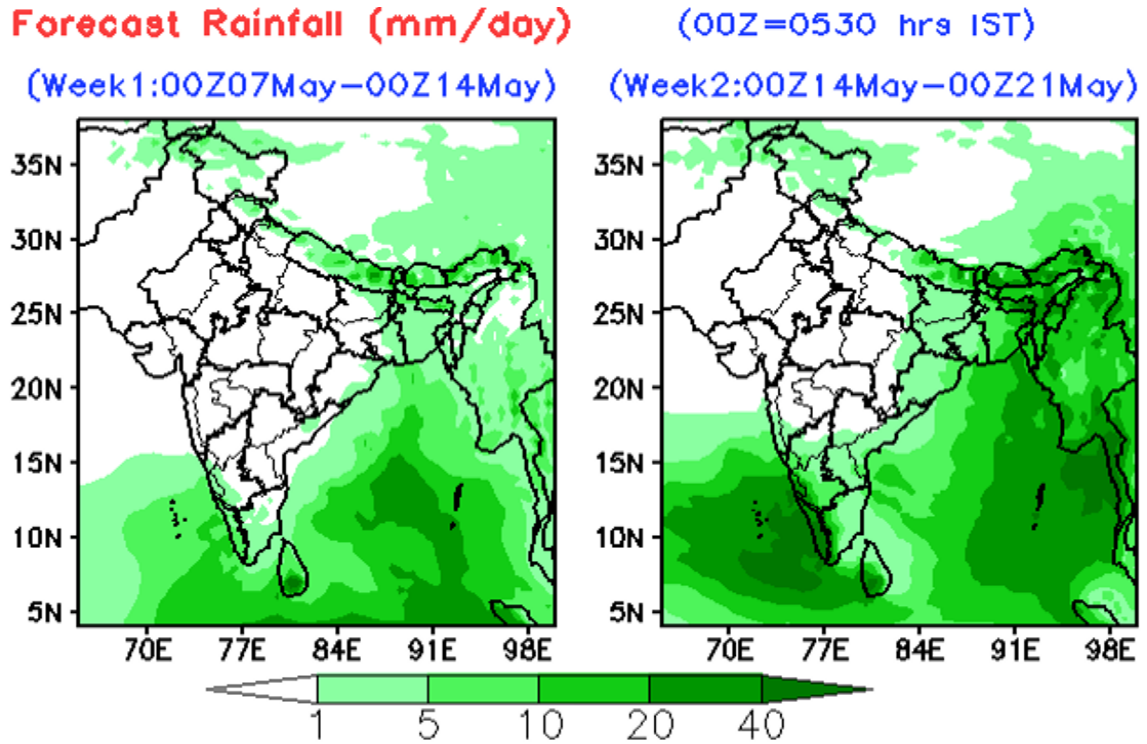 Forecast Rainfall (mm/day) (00Z=0530 hrs IST)
(Week1:00Z07May-00Z14May) (Week2:00Z14May-00Z21May)
35N 35N
30N 30N
25N 25N
20N 20N
15N 15N
10N 10N
5N 5N
70E 77E 84E 91E 98E 70E 77E 84E 91E 98E
1 5 10 20 40